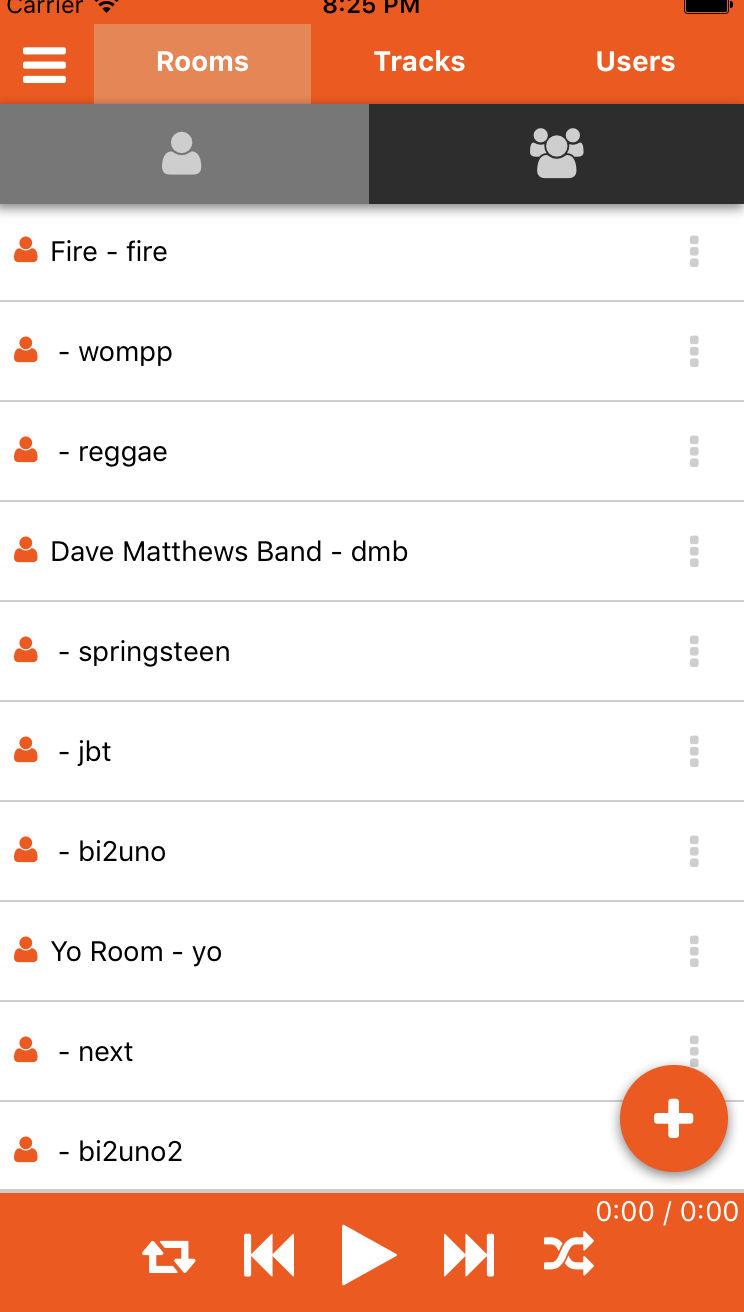 Carrier 8:25 PM
Rooms Tracks Users
Fire - fire
- wompp
- reggae
Dave Matthews Band - dmb
- springsteen
- jbt
- bi2uno
Yo Room - yo
- next
- bi2uno2
0:00 / 0:00